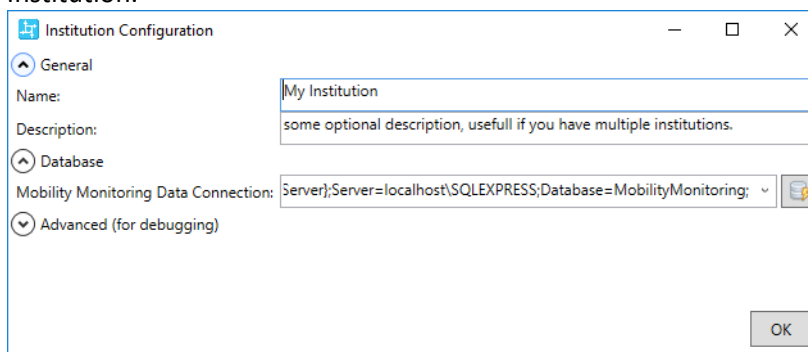 Institution Configuration
General
Name: My Institution
Description: some optional description, usefull if you have multiple institutions.
Database
Mobility Monitoring Data Connection: Server};Server=localhost\SQLEXPRESS;Database=MobilityMonitoring;
Advanced (for debugging)
OK